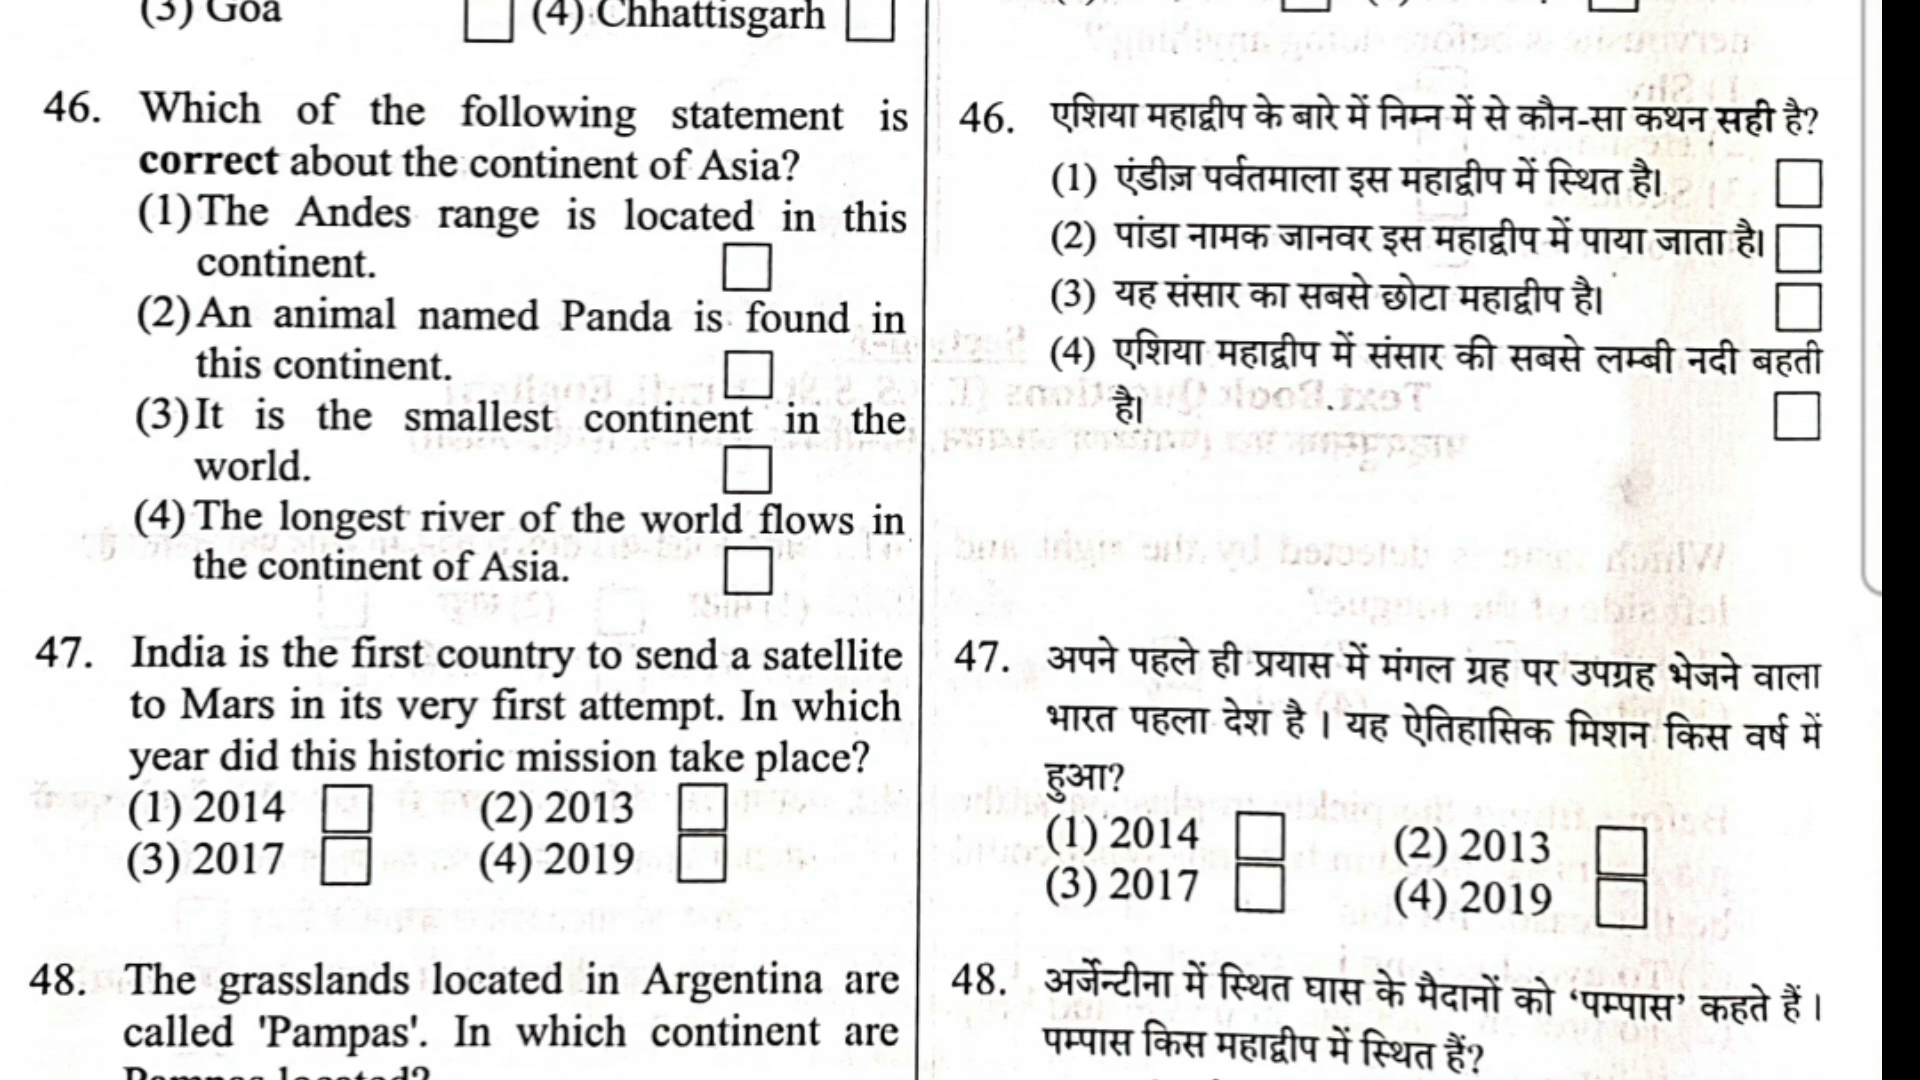 (3) Goa (4) Chhattisgarh
46. Which of the following statement is
correct about the continent of Asia?
(1) The Andes range is located in this
continent.
(2) An animal named Panda is found in
this continent.
(3) It is the smallest continent in the
world.
(4) The longest river of the world flows in
the continent of Asia.
47. India is the first country to send a satellite
to Mars in its very first attempt. In which
year did this historic mission take place?
(1) 2014 (2) 2013
(3) 2017 (4) 2019
48. The grasslands located in Argentina are
called 'Pampas'. In which continent are
Pampas located?
46. एशिया महाद्वीप के बारे में निम्न में से कौन-सा कथन सही है?
(1) एंडीज़ पर्वतमाला इस महाद्वीप में स्थित है।
(2) पांडा नामक जानवर इस महाद्वीप में पाया जाता है।
(3) यह संसार का सबसे छोटा महाद्वीप है।
(4) एशिया महाद्वीप में संसार की सबसे लम्बी नदी बहती
है।
47. अपने पहले ही प्रयास में मंगल ग्रह पर उपग्रह भेजने वाला
भारत पहला देश है । यह ऐतिहासिक मिशन किस वर्ष में
हुआ?
(1) 2014 (2) 2013
(3) 2017 (4) 2019
48. अर्जेन्टीना में स्थित घास के मैदानों को ‘पम्पास’ कहते हैं ।
पम्पास किस महाद्वीप में स्थित हैं?